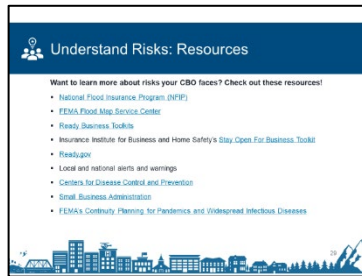 Understand Risks: Resources
Want to learn more about risks your CBO faces? Check out these resources!
National Flood Insurance Program (NFIP)
FEMA Flood Map Service Center
Ready Business Toolkits
Insurance Institute for Business and Home Safety's Stay Open For Business Toolkit
Ready.gov
Local and national alerts and warnings
Centers for Disease Control and Prevention
Small Business Administration
FEMA's Continuity Planning for Pandemics and Widespread Infectious Diseases